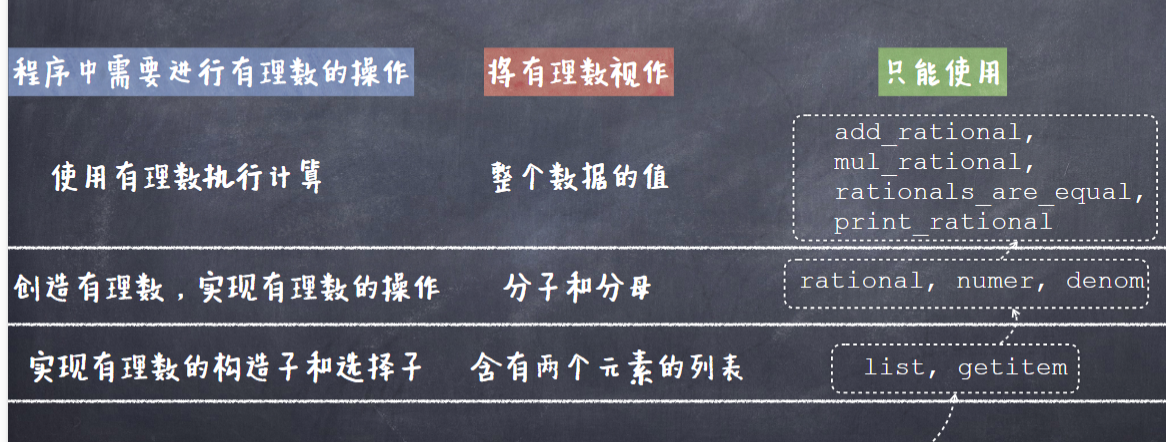 程序中需要进行有理数的操作 将有理数视作 只能使用
使用有理数执行计算 整个数据的值 add_rational,
mul_rational,
rationals_are_equal,
print_rational
创造有理数，实现有理数的操作 分子和分母 rational, numer, denom
实现有理数的构造子和选择子 含有两个元素的列表 list, getitem